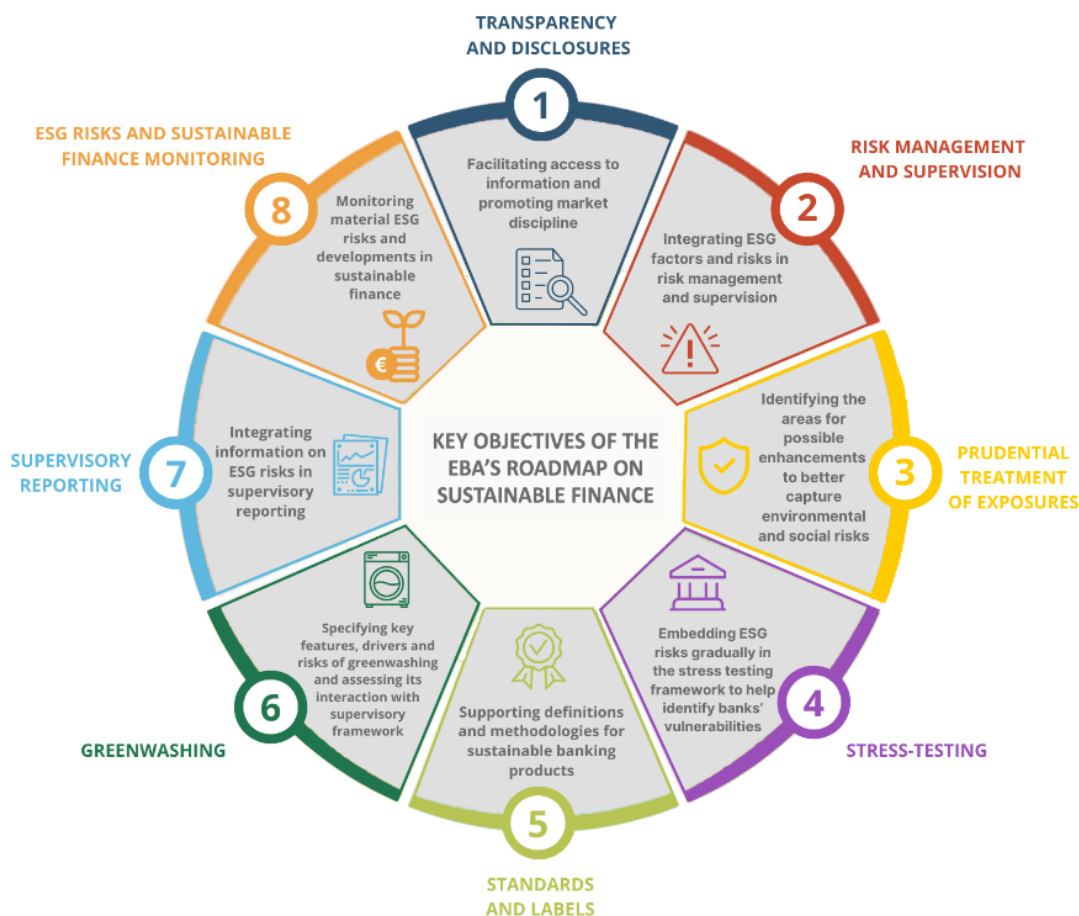 TRANSPARENCY
AND DISCLOSURES
1
Facilitating access to
information and
promoting market
discipline
RISK MANAGEMENT
AND SUPERVISION
2
Integrating ESG
factors and risks in
risk management
and supervision
PRUDENTIAL
TREATMENT
OF EXPOSURES
3
Identifying the
areas for
possible
enhancements
to better
capture
environmental
and social risks
STRESS-TESTING
4
Embedding ESG
risks gradually in
the stress testing
framework to help
identify banks'
vulnerabilities
STANDARDS
AND LABELS
5
Supporting definitions
and methodologies for
sustainable banking
products
GREENWASHING
6
Specifying key
features, drivers and
risks of greenwashing
and assessing its
interaction with
supervisory
framework
SUPERVISORY
REPORTING
7
Integrating
information on
ESG risks in
supervisory
reporting
ESG RISKS AND SUSTAINABLE
FINANCE MONITORING
8
Monitoring
material ESG
risks and
developments in
sustainable
finance
€
KEY OBJECTIVES OF THE
EBA'S ROADMAP ON
SUSTAINABLE FINANCE